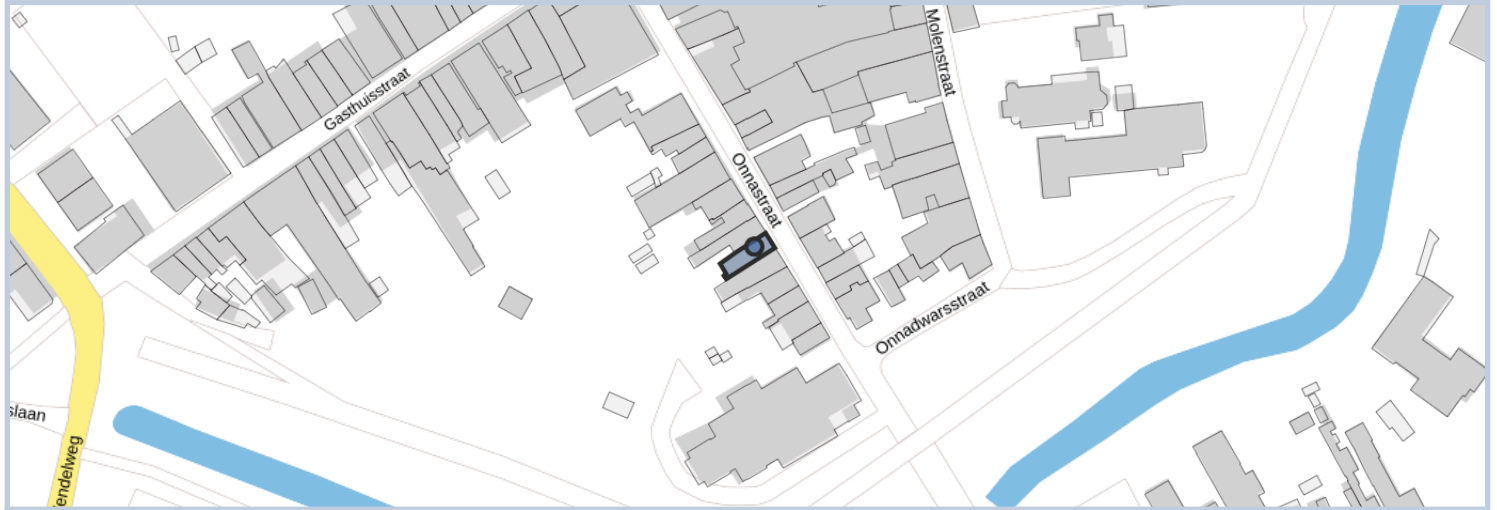 Molenstraat
Gasthuisstraat
Onnastraat
Onnadwarsstraat
slaan
endelweg